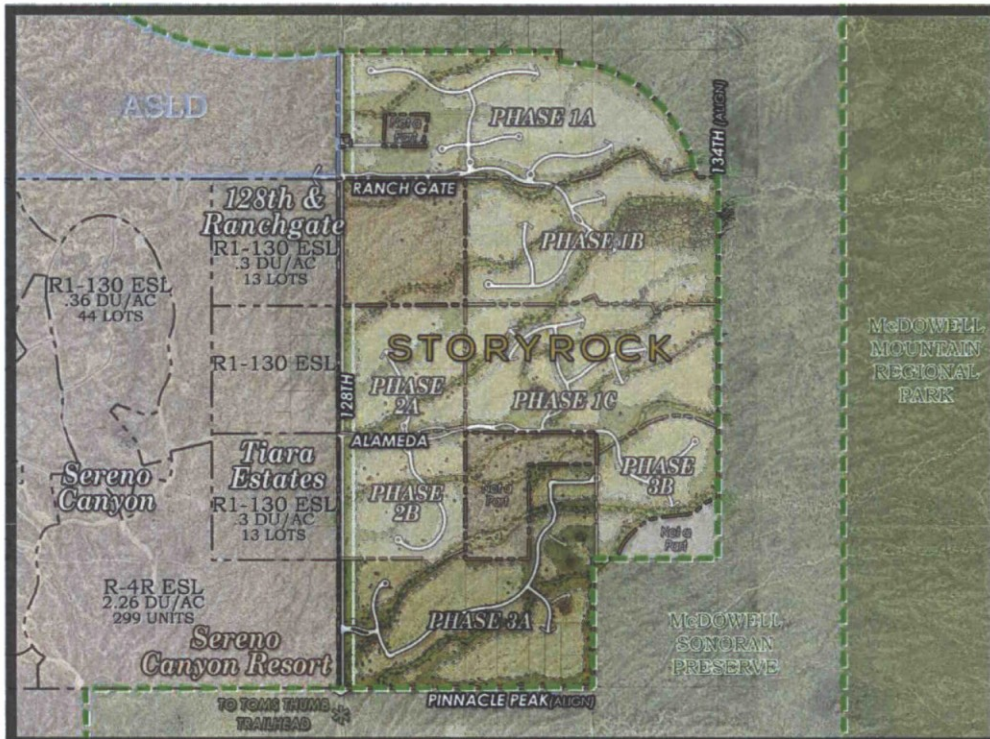 ASLD
PHASE 1A
134TH (ALIGN)
RANCH GATE
128th &
Ranchgate
R1-130 ESL
.3 DU/AC
13 LOTS
PHASE 1B
R1-130 ESL
.36 DU/AC
44 LOTS
STORYROCK
McDOWELL
MOUNTAIN
REGIONAL
PARK
R1-130 ESL
128TH
PHASE
2A
PHASE 1C
ALAMEDA
Tiara
Estates
R1-130 ESL
.3 DU/AC
13 LOTS
Sereno
Canyon
PHASE
2B
Not a
Part
PHASE
3B
Not a
Part
R-4R ESL
2.26 DU/AC
299 UNITS
Sereno
Canyon Resort
PHASE 3A
McDOWELL
SONORAN
PRESERVE
PINNACLE PEAK (ALIGN)
TO TOMS THUMB
TRAILHEAD